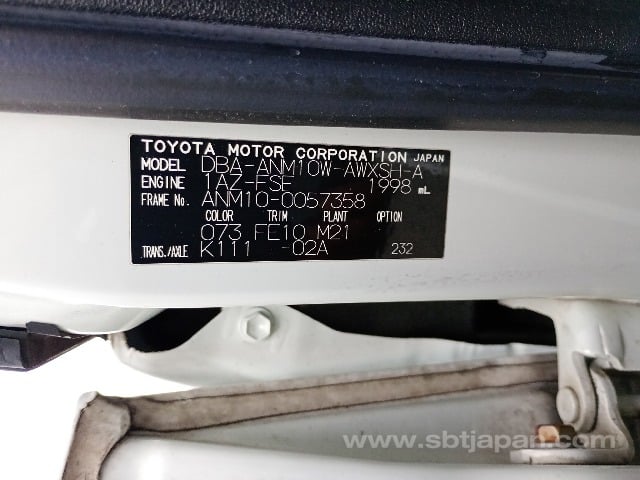 TOYOTA MOTOR CORPORATION JAPAN
MODEL DBA-ANM10W-AWXSH-A
ENGINE 1AZ-FSE 1998 mL
FRAME No. ANM10-0057358
COLOR TRIM PLANT OPTION
073 FE10 M21
TRANS./AXLE K111 -02A 232
www.sbtjapan.com